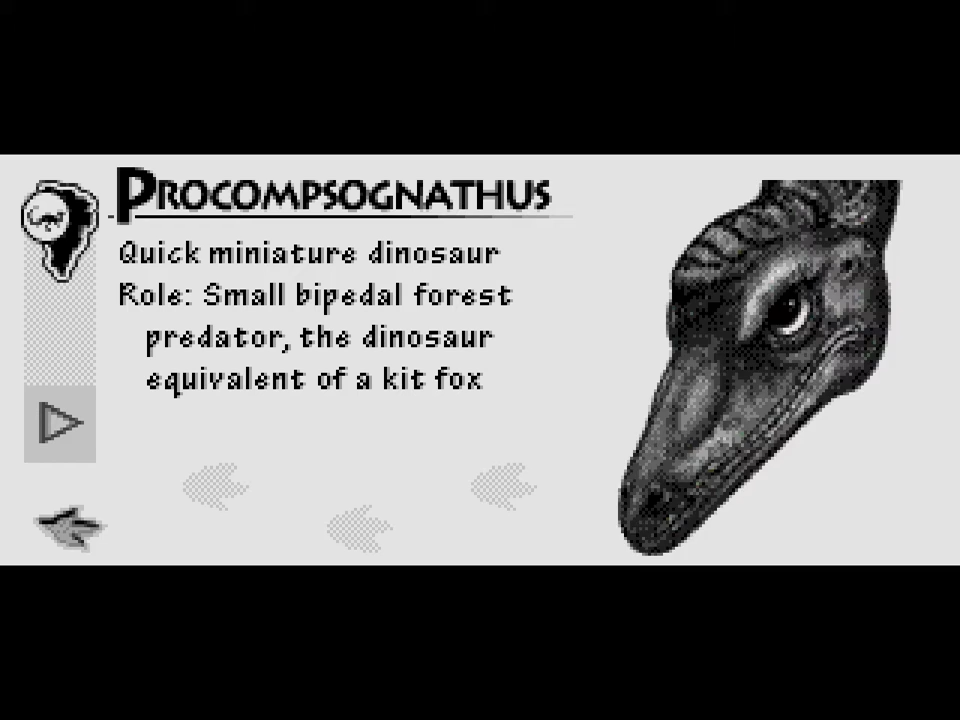 PROCOMPSOGNATHUS
Quick miniature dinosaur
Role: Small bipedal forest
predator, the dinosaur
equivalent of a kit fox